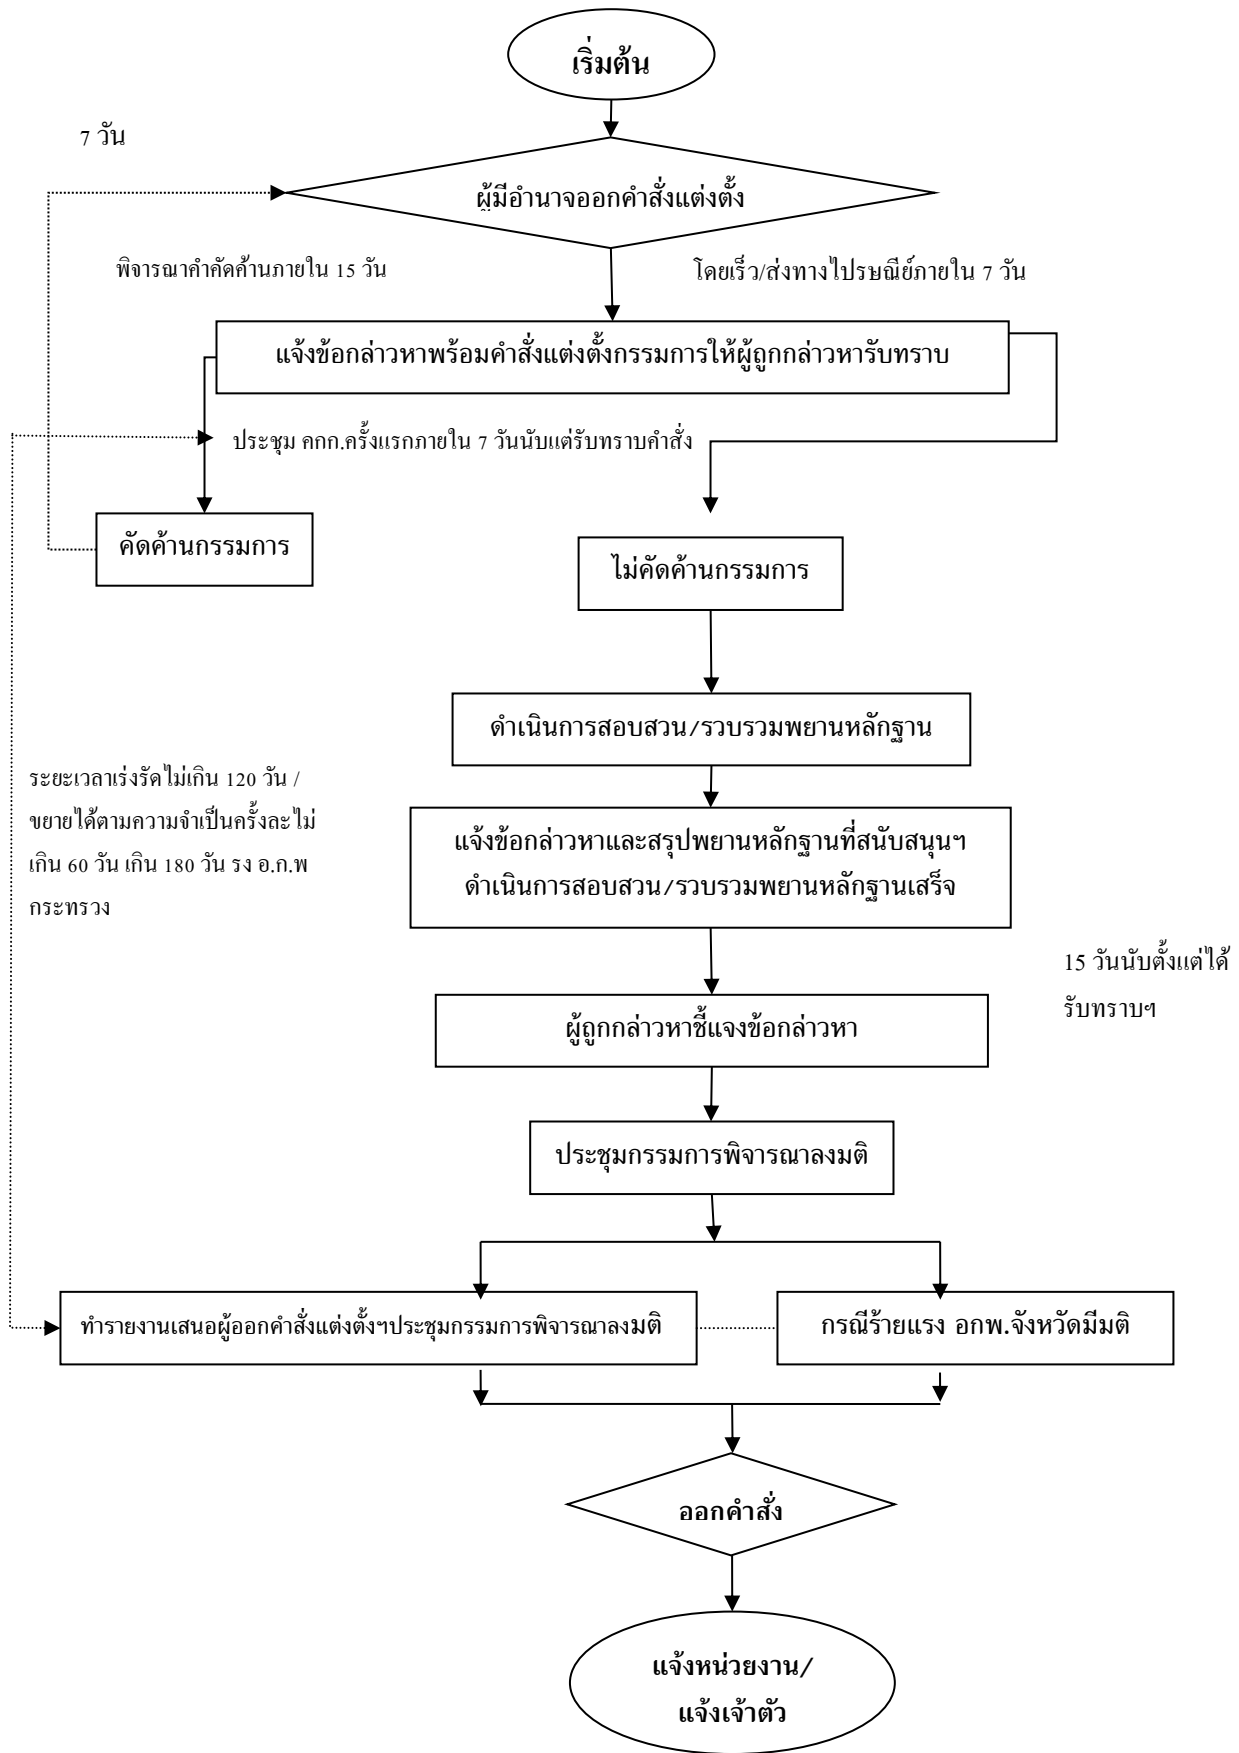 เริ่มต้น
7 วัน
ผู้มีอำนาจออกคำสั่งแต่งตั้ง
พิจารณาคำคัดค้านภายใน 15 วัน
โดยเร็ว/ส่งทางไปรษณีย์ภายใน 7 วัน
แจ้งข้อกล่าวหาพร้อมคำสั่งแต่งตั้งกรรมการให้ผู้ถูกกล่าวหารับทราบ
ประชุม คกก.ครั้งแรกภายใน 7 วันนับแต่รับทราบคำสั่ง
คัดค้านกรรมการ
ไม่คัดค้านกรรมการ
ดำเนินการสอบสวน/รวบรวมพยานหลักฐาน
ระยะเวลาเร่งรัดไม่เกิน 120 วัน /
ขยายได้ตามความจำเป็นครั้งละไม่
เกิน 60 วัน เกิน 180 วัน รง อ.ก.พ
กระทรวง
แจ้งข้อกล่าวหาและสรุปพยานหลักฐานที่สนับสนุนฯ
ดำเนินการสอบสวน/รวบรวมพยานหลักฐานเสร็จ
15 วันนับตั้งแต่ได้
รับทราบฯ
ผู้ถูกกล่าวหาชี้แจงข้อกล่าวหา
ประชุมกรรมการพิจารณาลงมติ
ทำรายงานเสนอผู้ออกคำสั่งแต่งตั้งฯประชุมกรรมการพิจารณาลงมติ
กรณีร้ายแรง อกพ.จังหวัดมีมติ
ออกคำสั่ง
แจ้งหน่วยงาน/
แจ้งเจ้าตัว